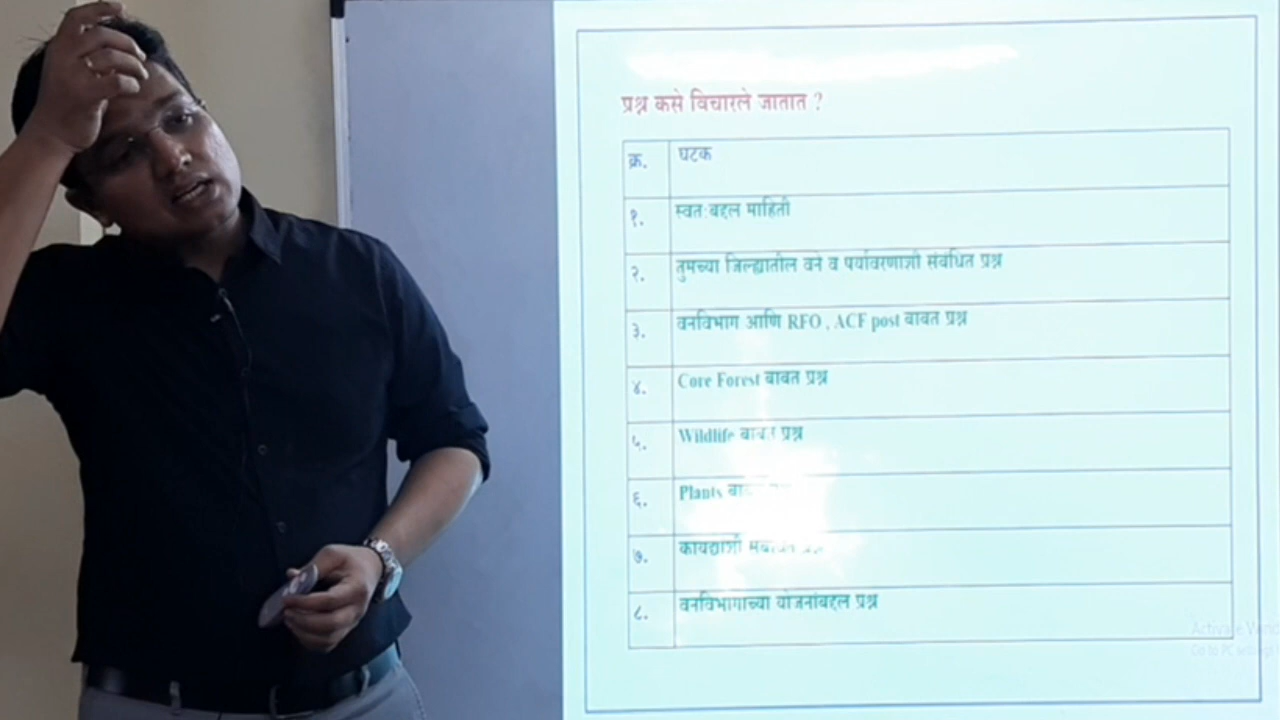 प्रश्न कसे विचारले जातात ?
क्र. घटक
१. स्वतःबद्दल माहिती
२. तुमच्या जिल्ह्यातील वने व पर्यावरणाशी संबंधित प्रश्न
३. वनविभाग आणि RFO , ACF post बाबत प्रश्न
४. Core Forest बाबत प्रश्न
५. Wildlife बाबत प्रश्न
६. Plants
७. कायद्याशी
८. वनविभागाच्या योजनांबद्दल प्रश्न